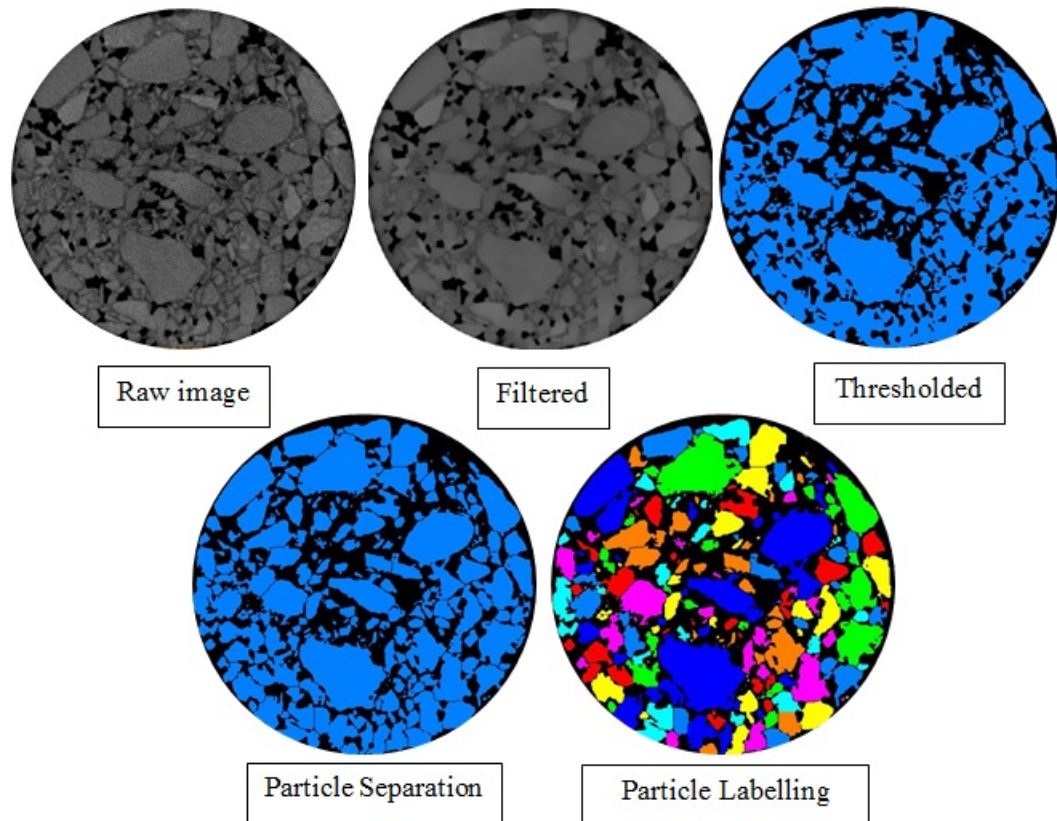 Raw image
Filtered
Thresholded
Particle Separation
Particle Labelling